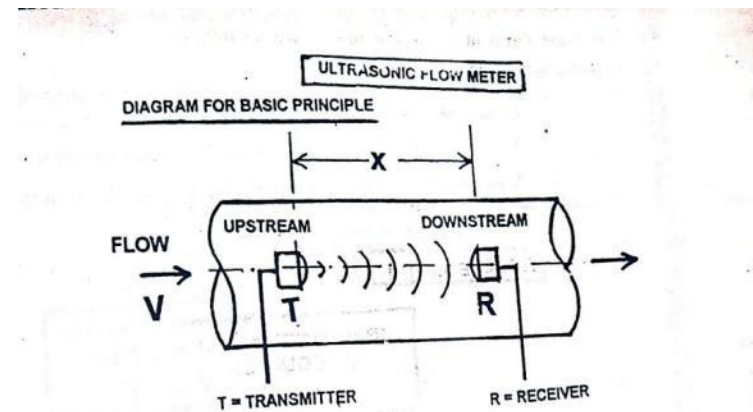 ULTRASONIC FLOW METER
DIAGRAM FOR BASIC PRINCIPLE
X
UPSTREAM
DOWNSTREAM
FLOW
V
T
R
T = TRANSMITTER
R = RECEIVER